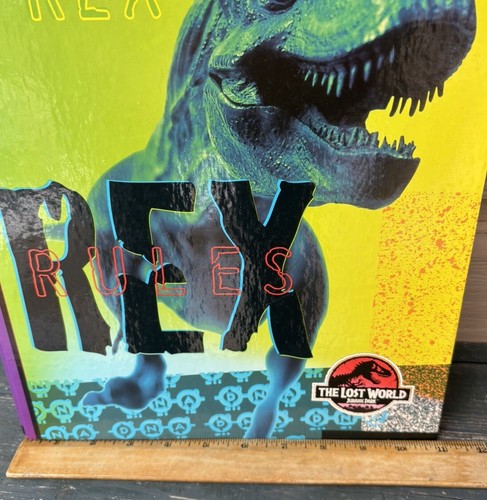 REX
REX
RULES
THE LOST WORLD
JURASSIC PARK